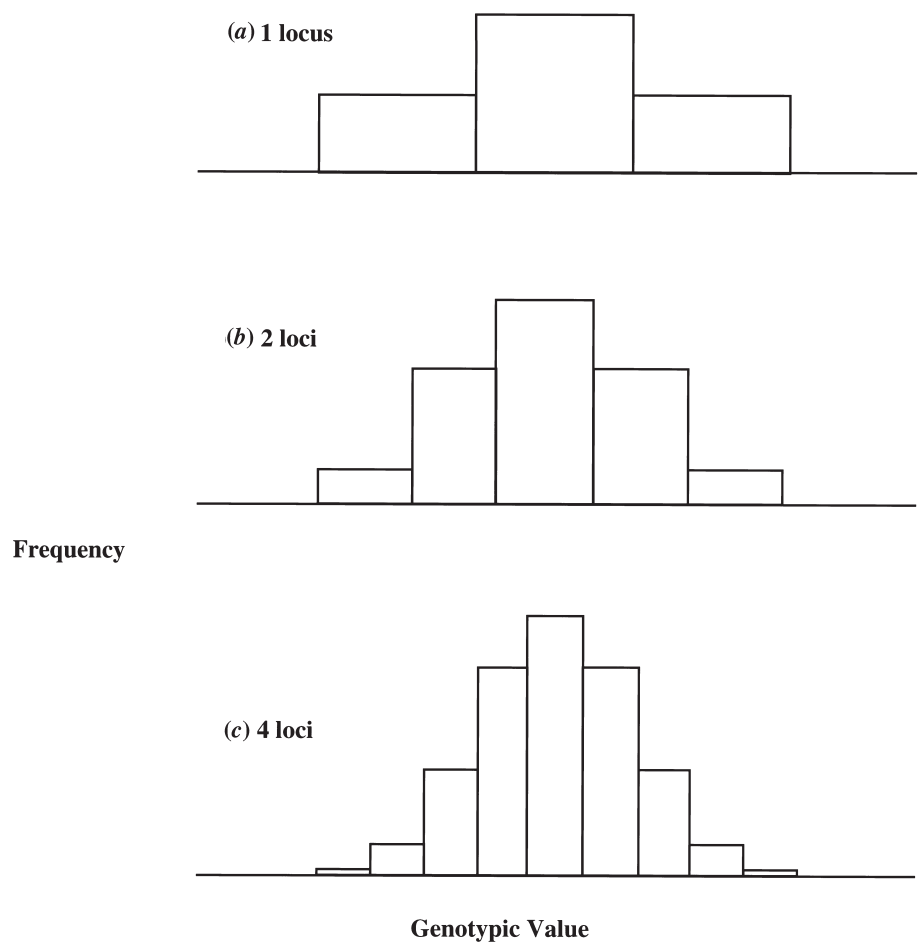 (a) 1 locus
(b) 2 loci
Frequency
(c) 4 loci
Genotypic Value